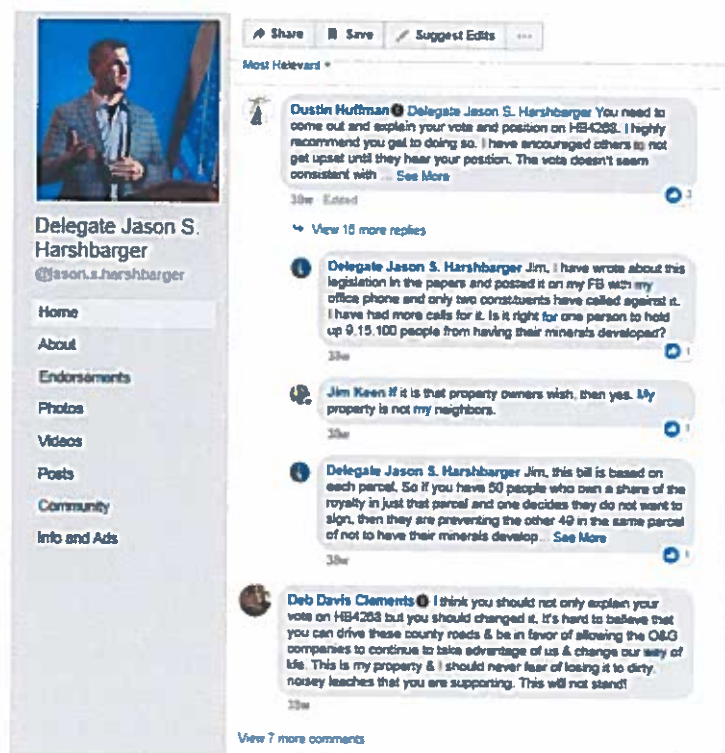 Delegate Jason S.
Harshbarger
@jason.s.harshbarger
Home
About
Endorsements
Photos
Videos
Posts
Community
Info and Ads
Share Save Suggest Edits ...
Most Relevant
Dustin Huffman Delegate Jason S. Harshbarger You need to
come out and explain your vote and position on HB4268. I highly
recommend you get to doing so. I have encouraged others to not
get upset until they hear your position. The vote doesn't seem
consistent with ... See More
38w · Edited
3
View 15 more replies
Delegate Jason S. Harshbarger Jim, I have wrote about this
legislation in the papers and posted it on my FB with my
office phone and only two constituents have called against it.
I have had more calls for it. Is it right for one person to hold
up 9,15,100 people from having their minerals developed?
38w
1
Jim Keen If it is that property owners wish, then yes. My
property is not my neighbors.
38w
1
Delegate Jason S. Harshbarger Jim, this bill is based on
each parcel. So if you have 50 people who own a share of the
royalty in just that parcel and one decides they do not want to
sign, then they are preventing the other 49 in the same parcel
of not to have their minerals develop... See More
38w
1
Deb Davis Clements I think you should not only explain your
vote on HB4268 but you should changed it. It's hard to believe that
you can drive these county roads & be in favor of allowing the O&G
companies to continue to take advantage of us & change our way of
life. This is my property & I should never fear of losing it to dirty,
noisey leaches that you are supporting. This will not stand!
38w
View 7 more comments